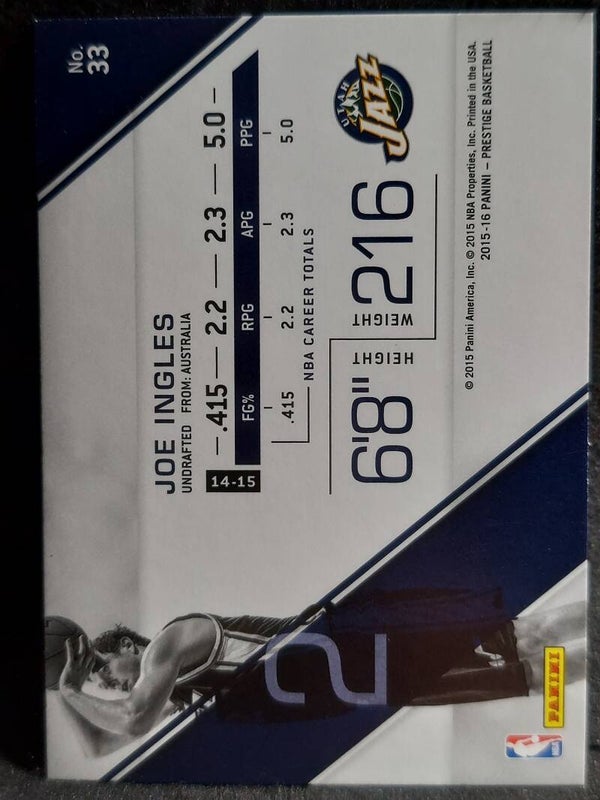 No.
33
JOE INGLES
UNDRAFTED FROM: AUSTRALIA
14-15 .415 — 2.2 — 2.3 — 5.0 —
FG% RPG APG PPG
.415 2.2 2.3 5.0
NBA CAREER TOTALS
6'8" HEIGHT WEIGHT 216
UTAH
JAZZ
© 2015 Panini America, Inc. © 2015 NBA Properties, Inc. Printed in the USA.
2015-16 PANINI – PRESTIGE BASKETBALL
2
NBA
PANINI